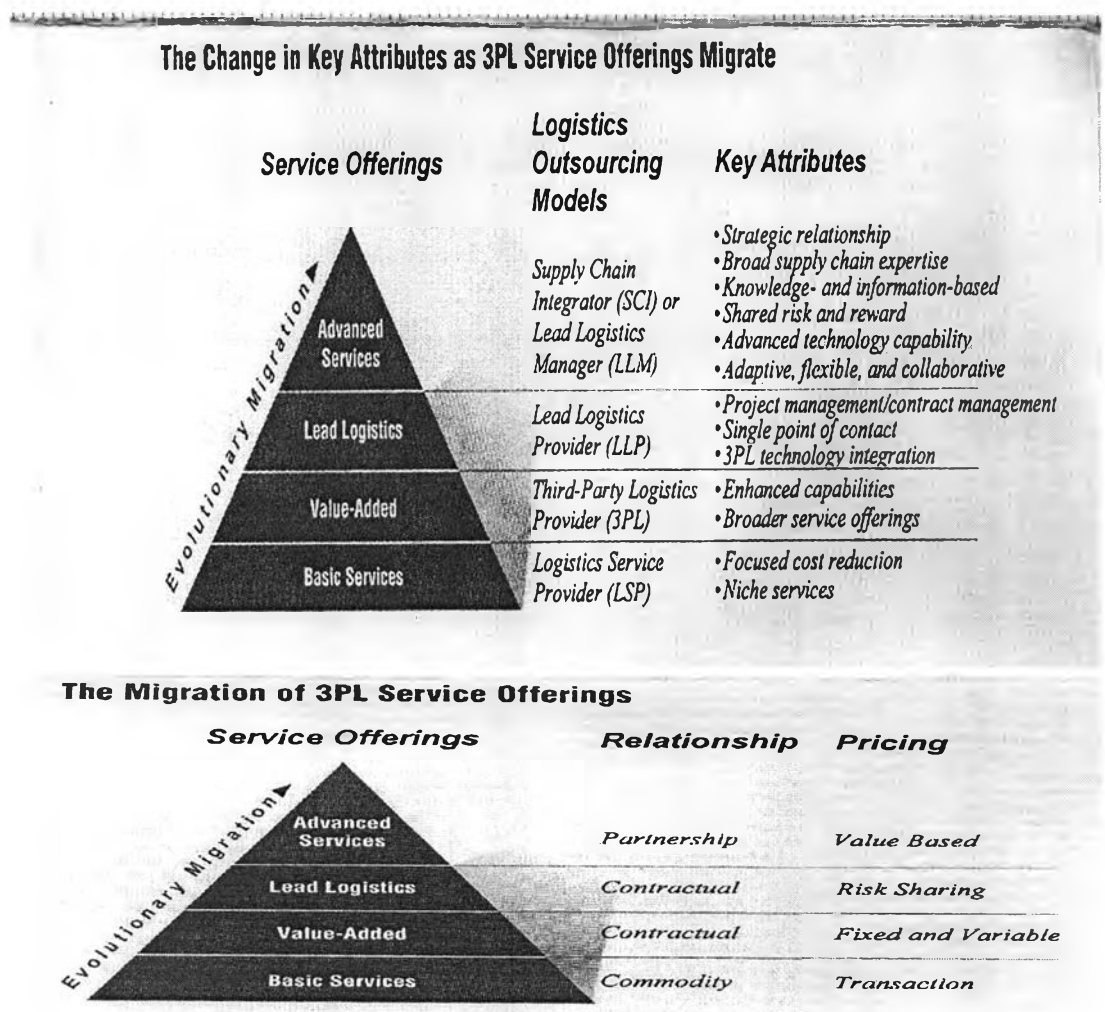 The Change in Key Attributes as 3PL Service Offerings Migrate
Service Offerings
Logistics
Outsourcing
Models
Key Attributes
Evolutionary Migration
Advanced
Services
Supply Chain
Integrator (SCI) or
Lead Logistics
Manager (LLM)
•Strategic relationship
•Broad supply chain expertise
•Knowledge- and information-based
•Shared risk and reward
•Advanced technology capability
•Adaptive, flexible, and collaborative
Lead Logistics
Lead Logistics
Provider (LLP)
•Project management/contract management
•Single point of contact
•3PL technology integration
Value-Added
Third-Party Logistics
Provider (3PL)
•Enhanced capabilities
•Broader service offerings
Basic Services
Logistics Service
Provider (LSP)
•Focused cost reduction
•Niche services
The Migration of 3PL Service Offerings
Service Offerings Relationship Pricing
Evolutionary Migration
Advanced
Services
Partnership Value Based
Lead Logistics Contractual Risk Sharing
Value-Added Contractual Fixed and Variable
Basic Services Commodity Transaction